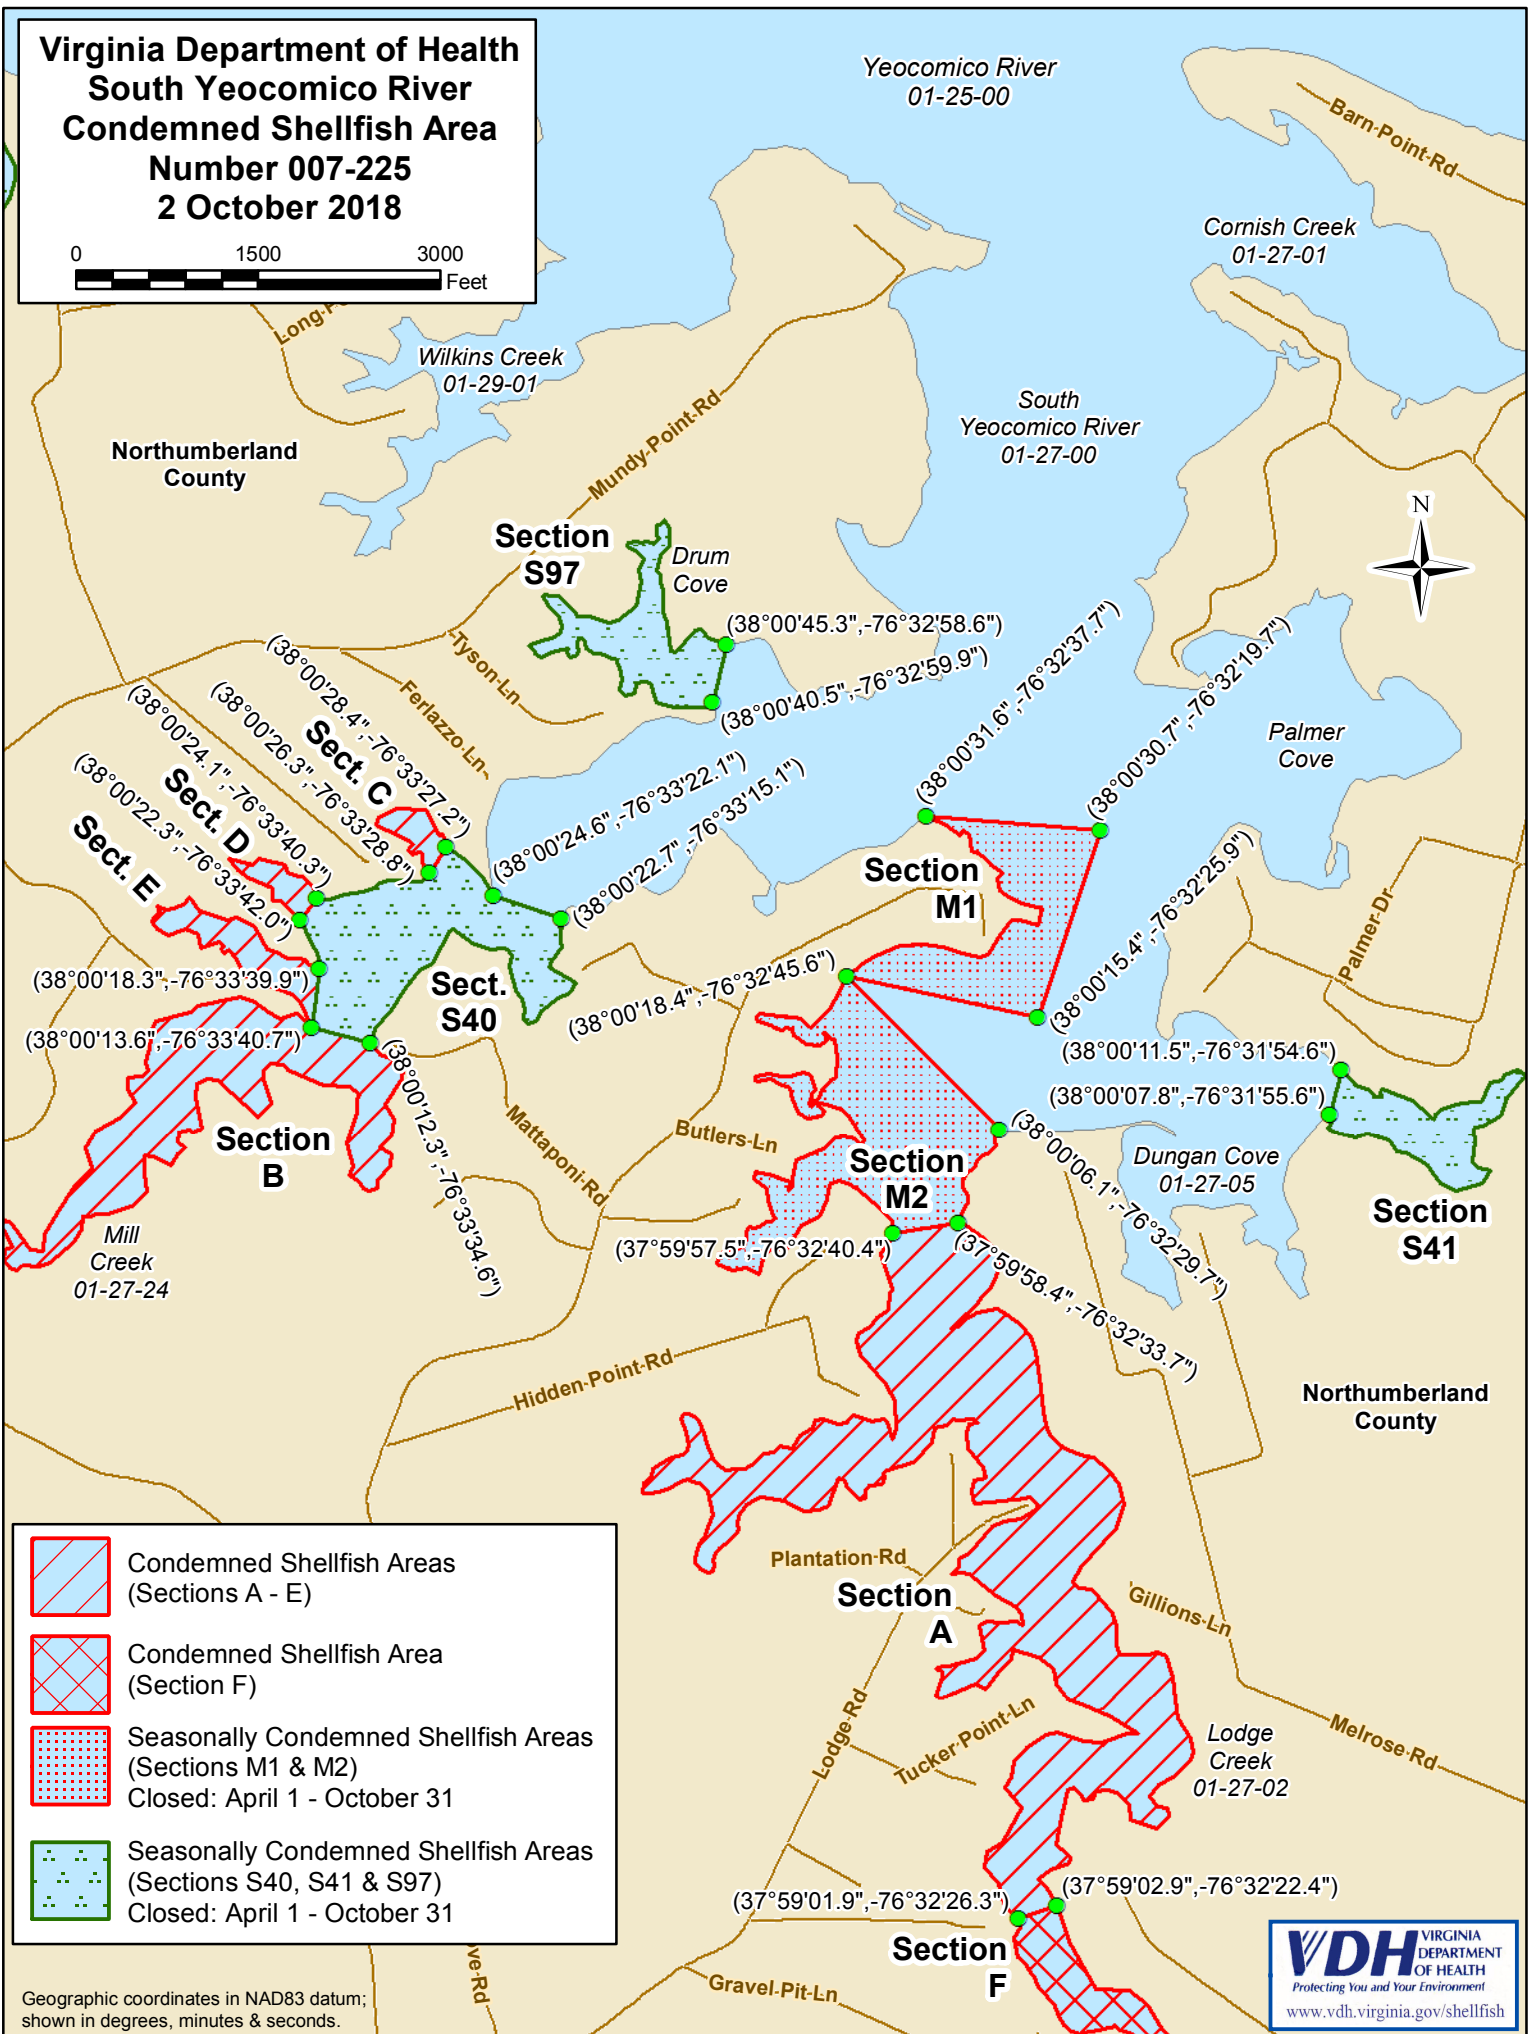 Virginia Department of Health
South Yeocomico River
Condemned Shellfish Area
Number 007-225
2 October 2018
0 1500 3000
Feet
Yeocomico River
01-25-00
Barn Point Rd
Cornish Creek
01-27-01
Wilkins Creek
01-29-01
South
Yeocomico River
01-27-00
Northumberland
County
Mundy Point Rd
N
Section
S97
Drum
Cove
(38°00'45.3",-76°32'58.6")
(38°00'40.5",-76°32'59.9")
(38°00'31.6",-76°32'37.7")
(38°00'30.7",-76°32'19.7")
Tyson Ln
Ferlazzo Ln
Palmer
Cove
(38°00'28.4",-76°33'27.2")
(38°00'26.3",-76°33'28.8")
(38°00'24.1",-76°33'40.3")
(38°00'22.3",-76°33'42.0")
Sect. C
Sect. D
Sect. E
(38°00'24.6",-76°33'22.1")
(38°00'22.7",-76°33'15.1")
Section
M1
(38°00'15.4",-76°32'25.9")
Palmer Dr
(38°00'18.3",-76°33'39.9")
Sect.
S40
(38°00'18.4",-76°32'45.6")
(38°00'13.6",-76°33'40.7")
(38°00'12.3",-76°33'34.6")
(38°00'11.5",-76°31'54.6")
(38°00'07.8",-76°31'55.6")
Section
B
Mattaponi Rd
Butlers Ln
Section
M2
(38°00'06.1",-76°32'29.7")
Dungan Cove
01-27-05
Section
S41
Mill
Creek
01-27-24
(37°59'57.5",-76°32'40.4")
(37°59'58.4",-76°32'33.7")
Hidden Point Rd
Northumberland
County
Plantation Rd
Section
A
Gillions Ln
Lodge Rd
Tucker Point Ln
Lodge
Creek
01-27-02
Melrose Rd
Condemned Shellfish Areas
(Sections A - E)
Condemned Shellfish Area
(Section F)
Seasonally Condemned Shellfish Areas
(Sections M1 & M2)
Closed: April 1 - October 31
Seasonally Condemned Shellfish Areas
(Sections S40, S41 & S97)
Closed: April 1 - October 31
(37°59'01.9",-76°32'26.3")
(37°59'02.9",-76°32'22.4")
Section
F
Gravel Pit Ln
Geographic coordinates in NAD83 datum;
shown in degrees, minutes & seconds.
VDH VIRGINIA
DEPARTMENT
OF HEALTH
Protecting You and Your Environment
www.vdh.virginia.gov/shellfish